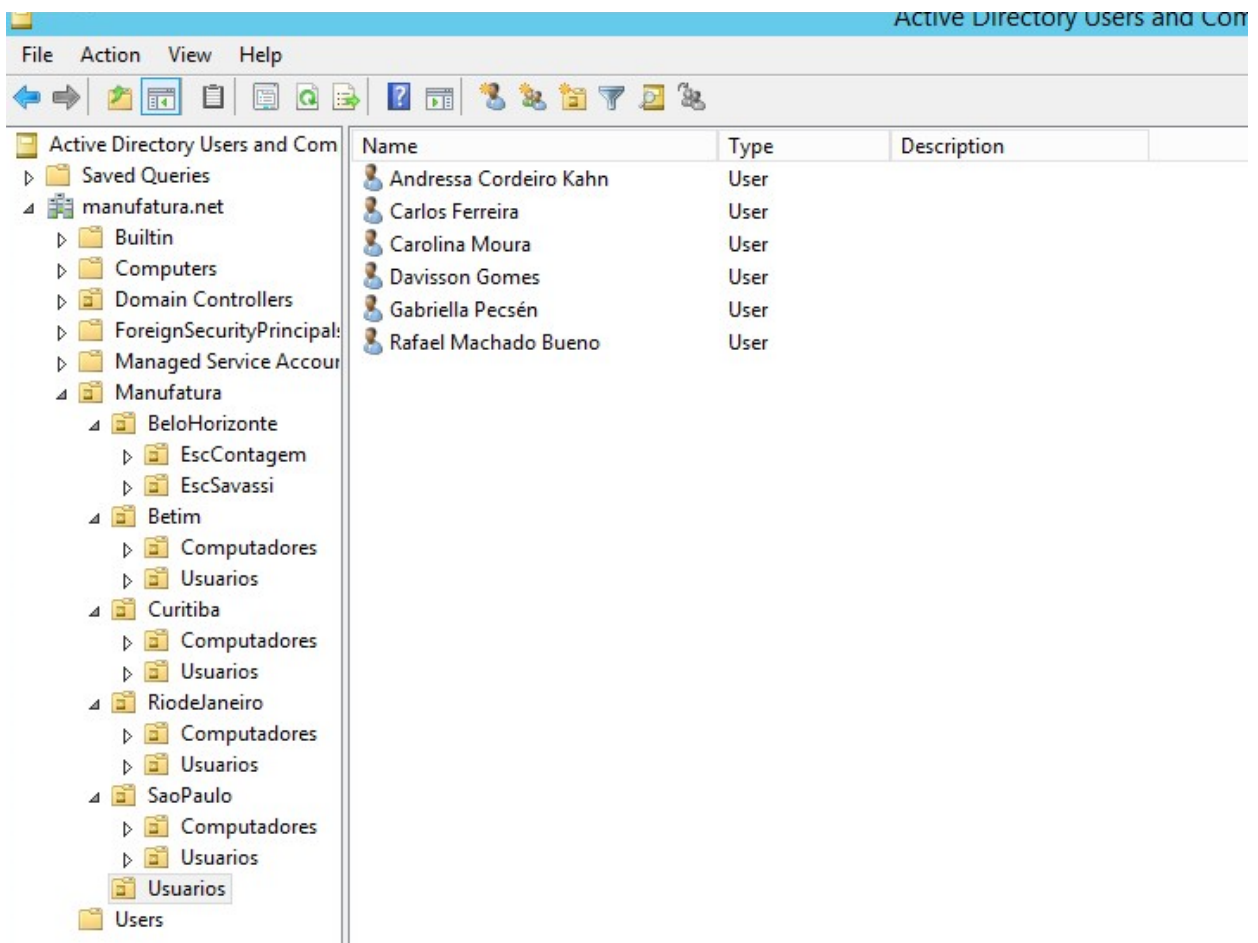 Active Directory Users and Com
File Action View Help
Active Directory Users and Com
Saved Queries
manufatura.net
Builtin
Computers
Domain Controllers
ForeignSecurityPrincipals
Managed Service Accour
Manufatura
BeloHorizonte
EscContagem
EscSavassi
Betim
Computadores
Usuarios
Curitiba
Computadores
Usuarios
RiodeJaneiro
Computadores
Usuarios
SaoPaulo
Computadores
Usuarios
Usuarios
Users
Name Type Description
Andressa Cordeiro Kahn User
Carlos Ferreira User
Carolina Moura User
Davisson Gomes User
Gabriella Pecsén User
Rafael Machado Bueno User